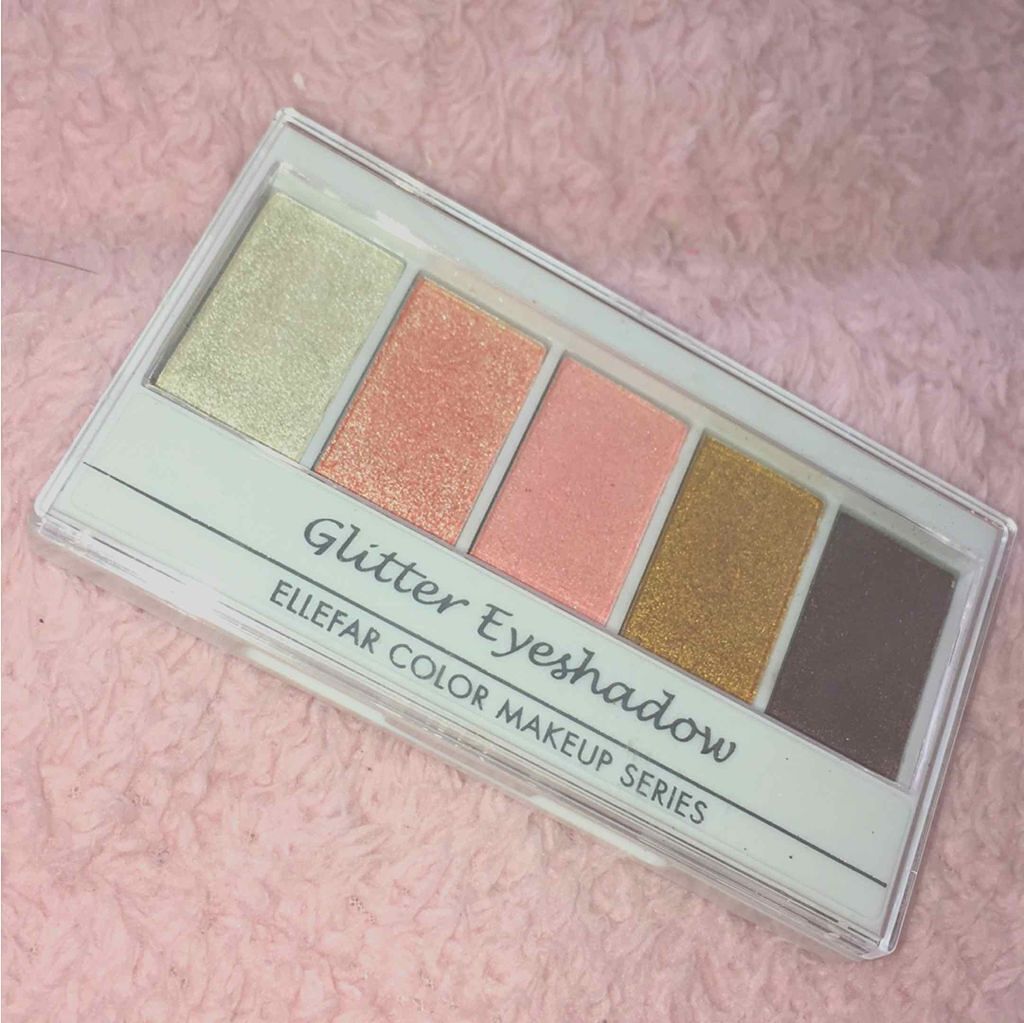 Glitter Eyeshadow
ELLEFAR COLOR MAKEUP SERIES